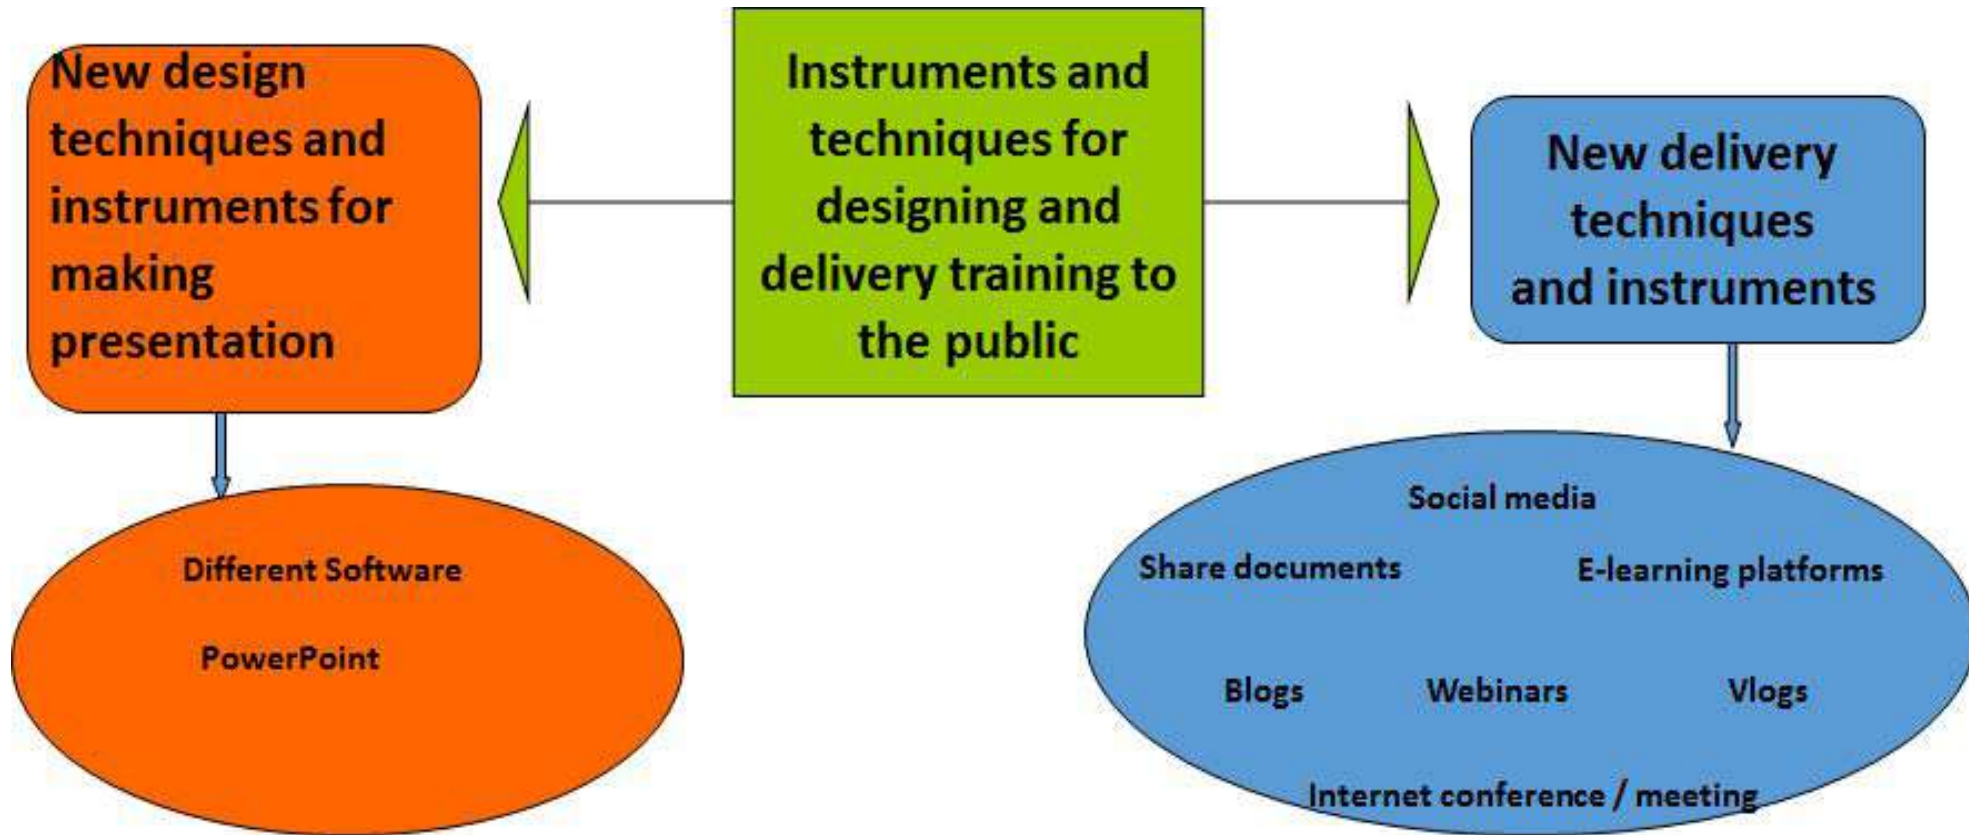 New design
techniques and
instruments for
making
presentation
Instruments and
techniques for
designing and
delivery training to
the public
New delivery
techniques
and instruments
Different Software
PowerPoint
Social media
Share documents
E-learning platforms
Blogs
Webinars
Vlogs
Internet conference / meeting